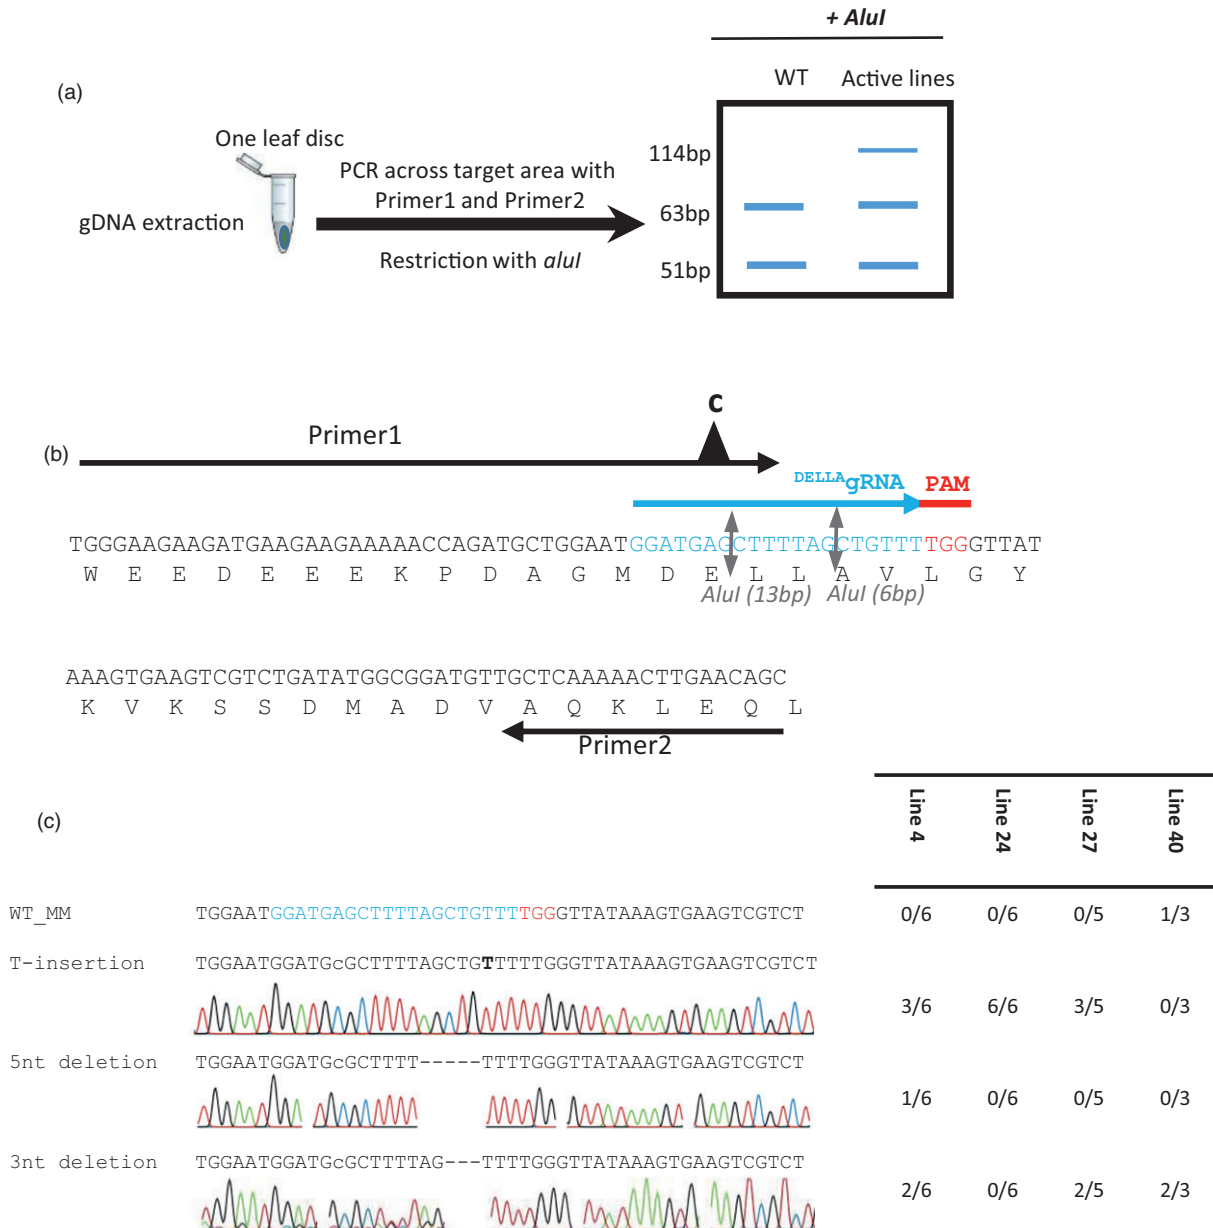 + AluI
WT Active lines
(a)
One leaf disc
gDNA extraction
PCR across target area with
Primer1 and Primer2
Restriction with aluI
114bp
63bp
51bp
(b)
Primer1
C
DELLAgRNA PAM
TGGGAAGAAGATGAAGAAGAAAAACCAGATGCTGGAATGGATGAGCTTTTAGCTGTTTTGGGTTAT
W E E D E E E K P D A G M D E L L A V L G Y
AluI (13bp) AluI (6bp)
AAAGTGAAGTCGTCTGATATGGCGGATGTTGCTCAAAAACTTGAACAGC
K V K S S D M A D V A Q K L E Q L
Primer2
(c)
Line 4 Line 24 Line 27 Line 40
WT_MM TGGAATGGATGAGCTTTTAGCTGTTTTGGGTTATAAAGTGAAGTCGTCT 0/6 0/6 0/5 1/3
T-insertion TGGAATGGATGcGCTTTTAGCTGTTTTTGGGTTATAAAGTGAAGTCGTCT
3/6 6/6 3/5 0/3
5nt deletion TGGAATGGATGcGCTTTT-----TTTTGGGTTATAAAGTGAAGTCGTCT
1/6 0/6 0/5 0/3
3nt deletion TGGAATGGATGcGCTTTTAG---TTTTGGGTTATAAAGTGAAGTCGTCT
2/6 0/6 2/5 2/3